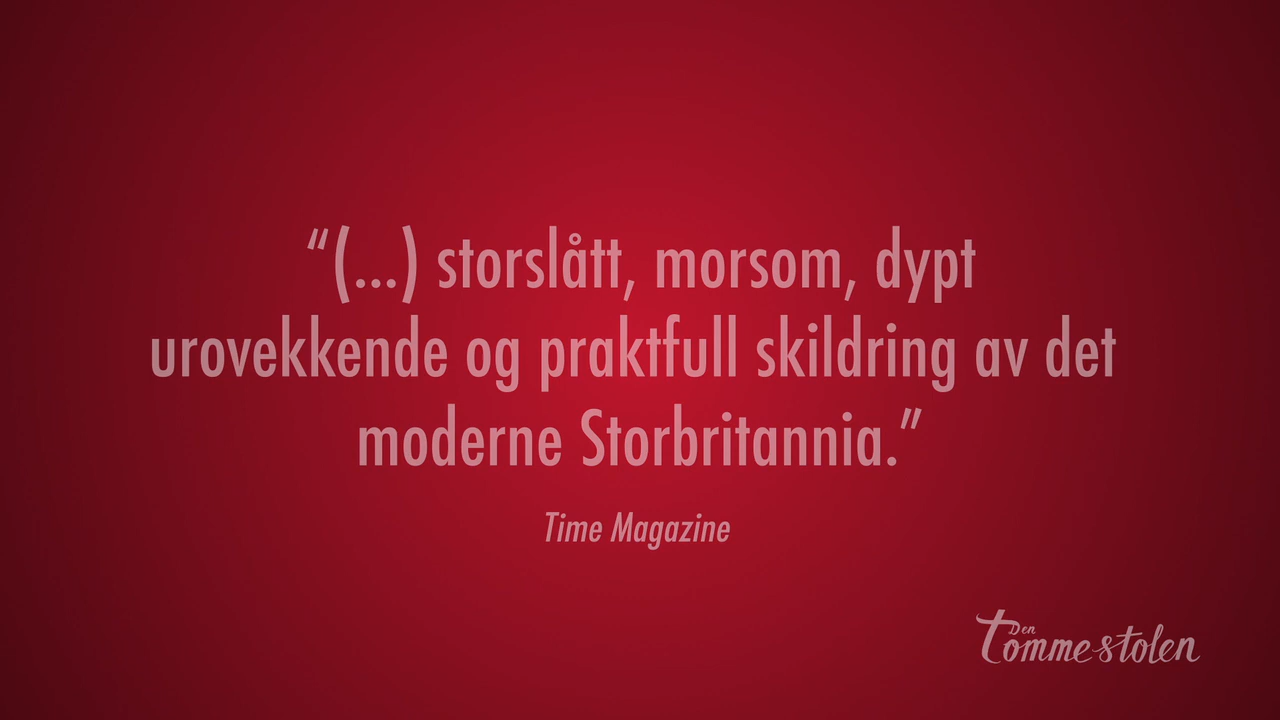 “(...) storslått, morsom, dypt
urovekkende og praktfull skildring av det
moderne Storbritannia.”
Time Magazine
Den
tomme stolen